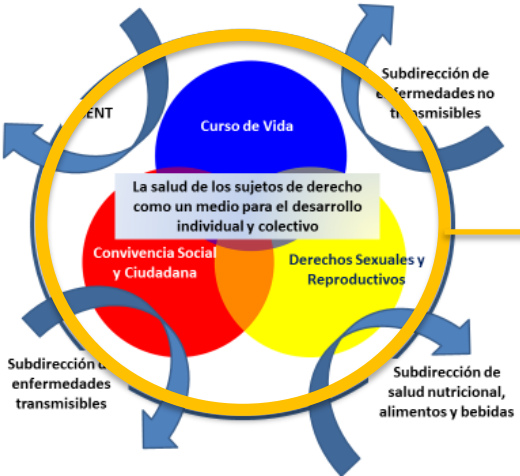 Subdirección de
enfermedades no
transmisibles
ENT
Curso de Vida
La salud de los sujetos de derecho
como un medio para el desarrollo
individual y colectivo
Convivencia Social
y Ciudadana
Derechos Sexuales y
Reproductivos
Subdirección
enfermedades
transmisibles
Subdirección de
salud nutricional,
alimentos y bebidas